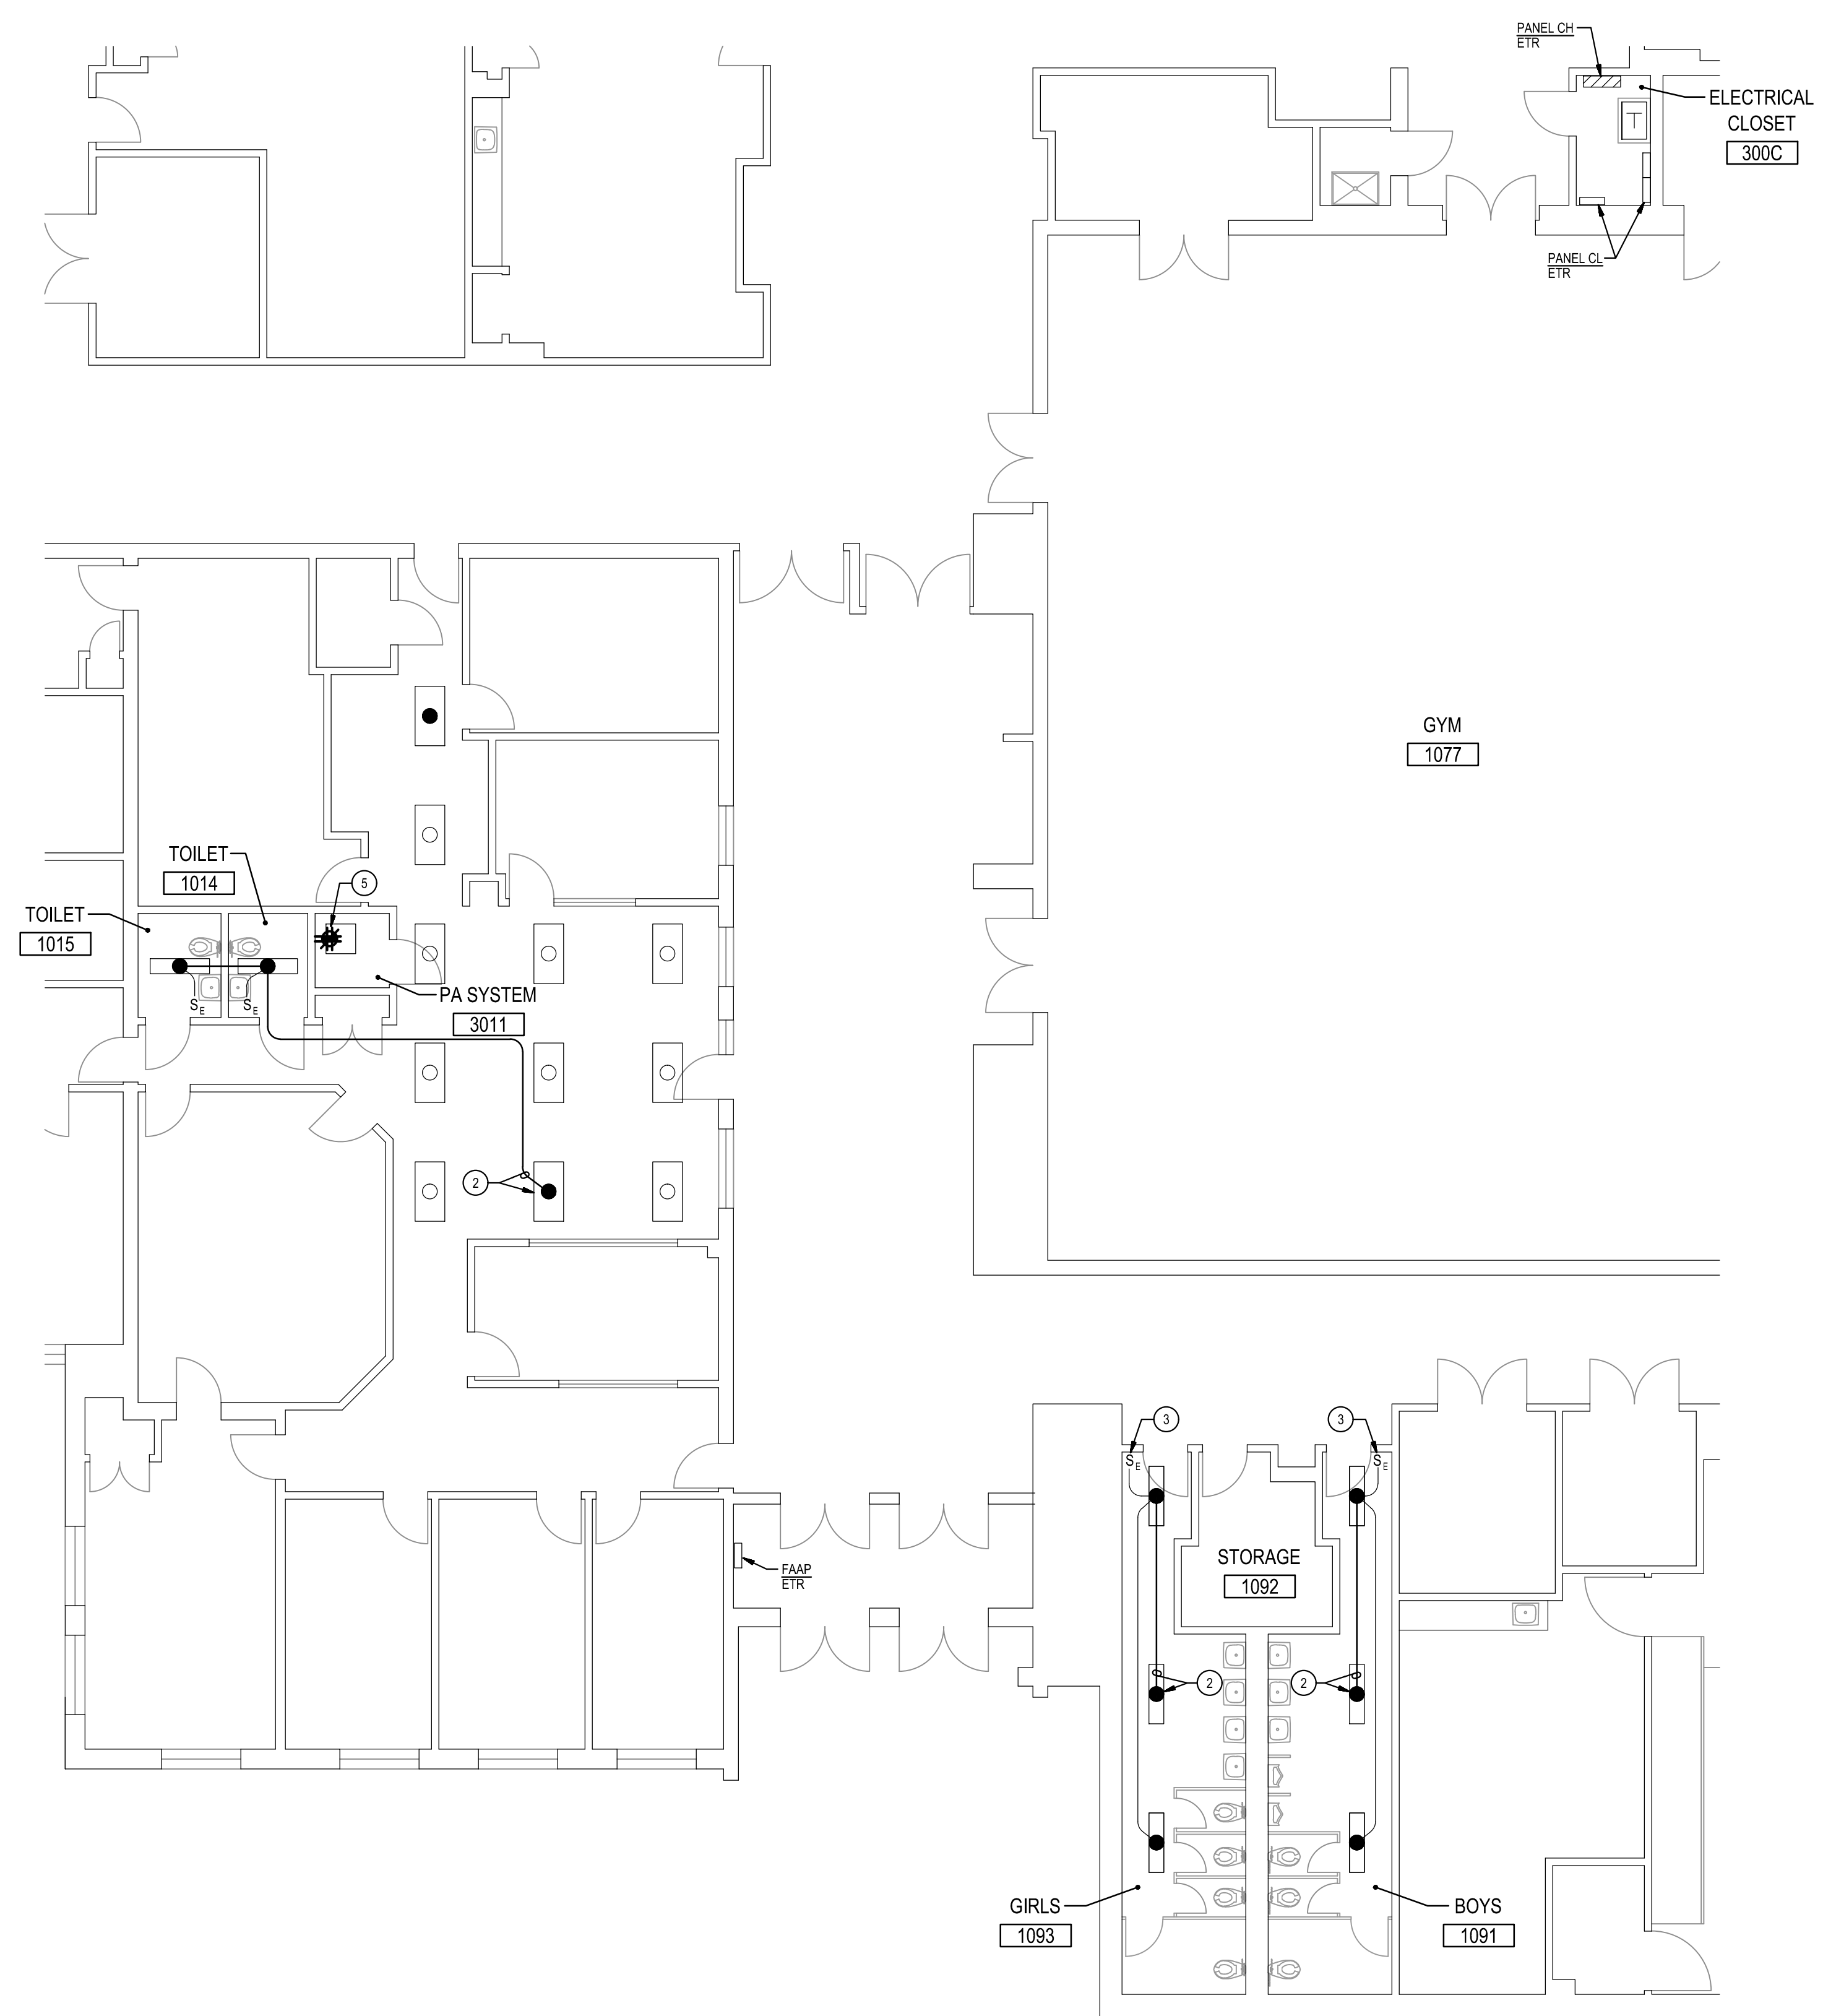 PANEL CH
ETR
ELECTRICAL
CLOSET
300C
PANEL CL
ETR
GYM
1077
TOILET
1014
5
TOILET
1015
S E
S E
PA SYSTEM
3011
2
3
3
S E
S E
STORAGE
1092
FAAP
ETR
2
2
GIRLS
1093
BOYS
1091